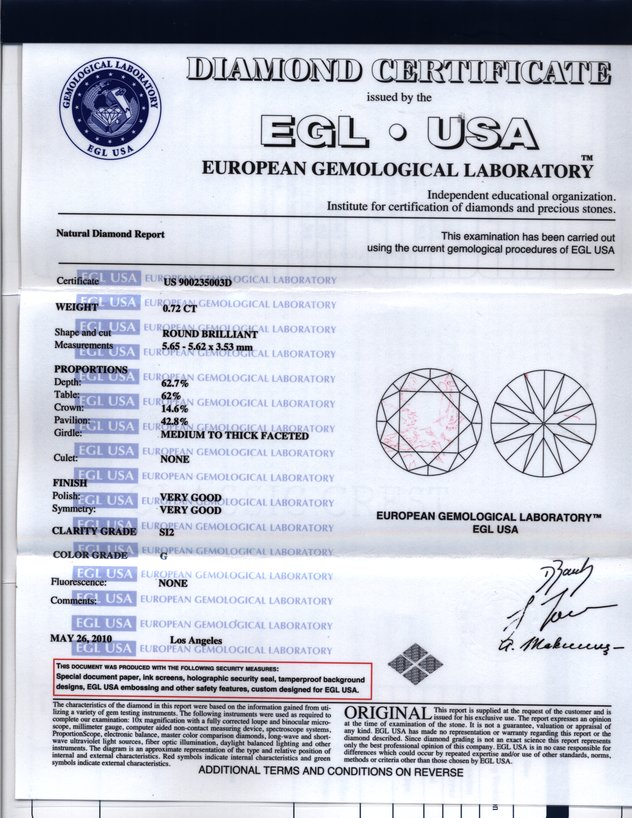 GEMOLOGICAL LABORATORY
EGL USA
DIAMOND CERTIFICATE
issued by the
EGL • USA
EUROPEAN GEMOLOGICAL LABORATORY™
Independent educational organization.
Institute for certification of diamonds and precious stones.
Natural Diamond Report
This examination has been carried out
using the current gemological procedures of EGL USA
Certificate US 900235003D
WEIGHT 0.72 CT
Shape and cut ROUND BRILLIANT
Measurements 5.65 - 5.62 x 3.53 mm
PROPORTIONS
Depth: 62.7%
Table: 62%
Crown: 14.6%
Pavilion: 42.8%
Girdle: MEDIUM TO THICK FACETED
Culet: NONE
FINISH
Polish: VERY GOOD
Symmetry: VERY GOOD
CLARITY GRADE SI2
COLOR GRADE G
Fluorescence: NONE
Comments:
MAY 26, 2010 Los Angeles
EGL USA EUROPEAN GEMOLOGICAL LABORATORY
EUROPEAN GEMOLOGICAL LABORATORY™
EGL USA
THIS DOCUMENT WAS PRODUCED WITH THE FOLLOWING SECURITY MEASURES:
Special document paper, ink screens, holographic security seal, tamperproof background
designs, EGL USA embossing and other safety features, custom designed for EGL USA.
The characteristics of the diamond in this report were based on the information gained from uti-
lizing a variety of gem testing instruments. The following instruments were used in required to
complete our examination: 10x magnification with a fully corrected loupe and binocular micro-
scope, millimeter gauge, computer aided non-contact measuring device, spectroscope systems,
ProportionScope, electronic balance, master color comparison diamonds, long-wave and short-
wave ultraviolet light sources, fiber optic illumination, daylight balanced lighting and other
instruments. The diagram is an approximate representation of the type and relative position of
internal and external characteristics. Red symbols indicate internal characteristics and green
symbols indicate external characteristics.
ORIGINAL This report is supplied at the request of the customer and is
issued for his exclusive use. The report expresses an opinion
at the time of examination of the stone. It is not a guarantee, valuation or appraisal of
any kind. EGL USA has made no representation or warranty regarding this report or the
diamond described. Since diamond grading is not an exact science this report represents
only the best professional opinion of this company. EGL USA is in no case responsible for
differences which could occur by repeated expertise and/or use of other standards, norms,
methods or criteria other than those chosen by EGL USA.
ADDITIONAL TERMS AND CONDITIONS ON REVERSE